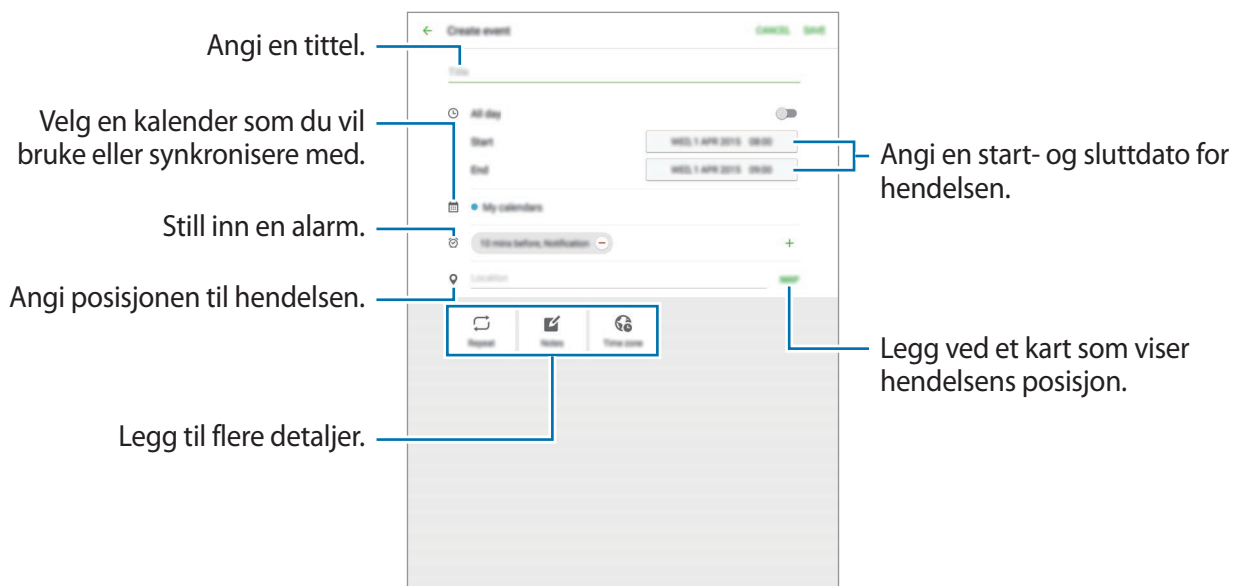 Create event
CANCEL SAVE
Angi en tittel.
Title
All day
Velg en kalender som du vil
bruke eller synkronisere med.
Start
WED, 1 APR 2015 08:00
End
WED, 1 APR 2015 09:00
Angi en start- og sluttdato for
hendelsen.
My calendars
Still inn en alarm.
10 mins before, Notification
Angi posisjonen til hendelsen.
Location
MAP
Repeat
Notes
Time zone
Legg ved et kart som viser
hendelsens posisjon.
Legg til flere detaljer.